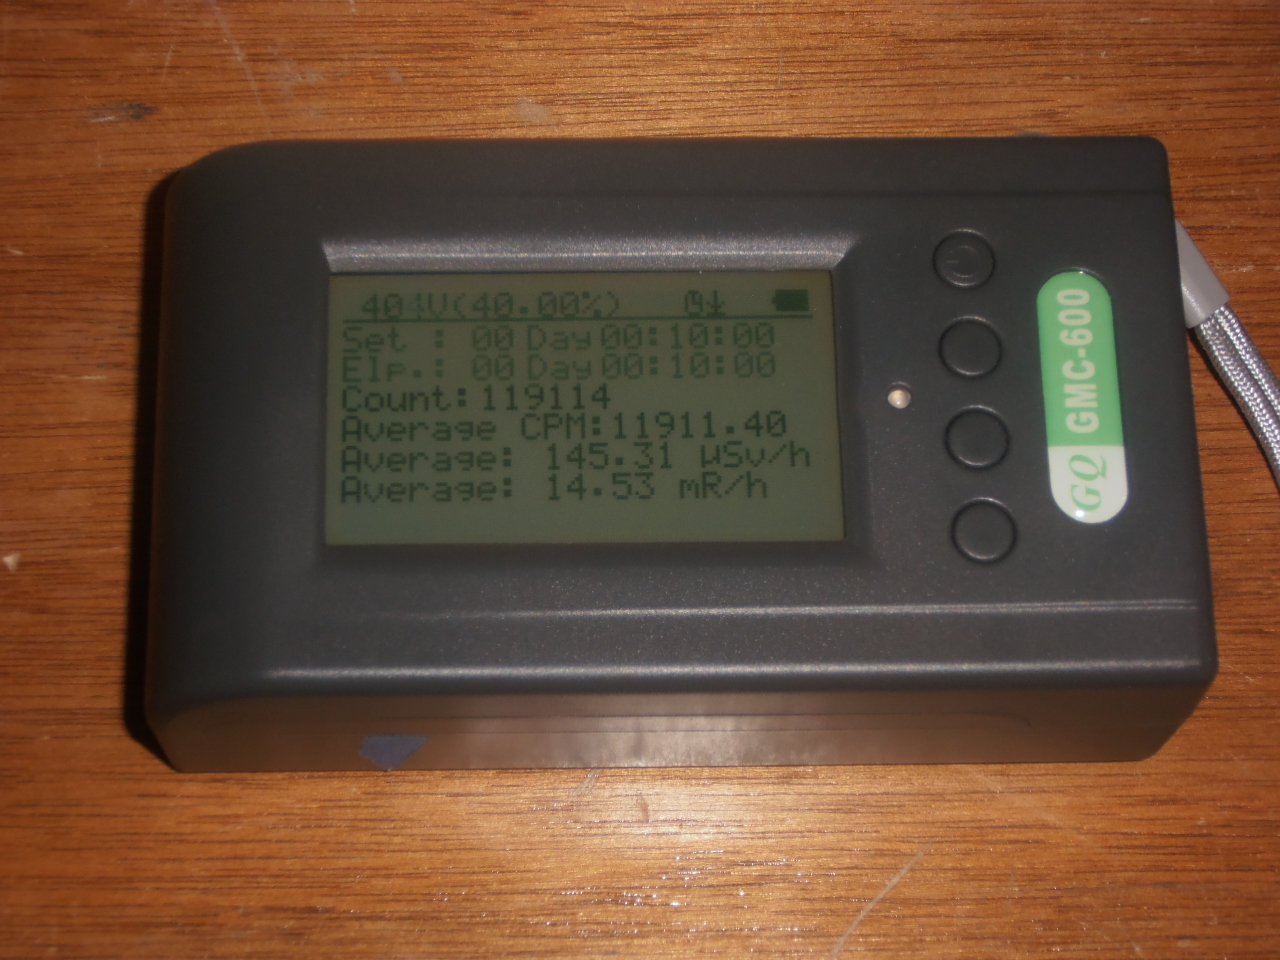 404V(40.00%)
Set : 00 Day 00:10:00
Elp.: 00 Day 00:10:00
Count: 119114
Average CPM:11911.40
Average: 145.31 µSv/h
Average: 14.53 mR/h
GQ GMC-600